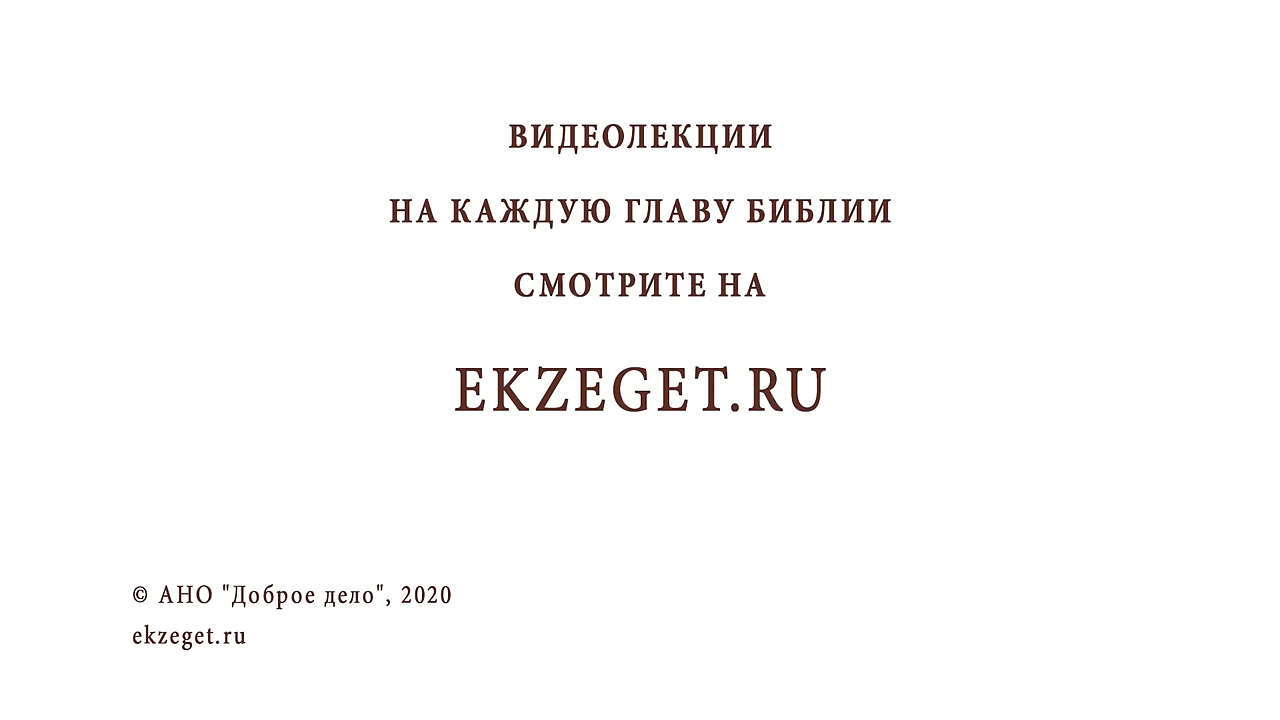 ВИДЕОЛЕКЦИИ
НА КАЖДУЮ ГЛАВУ БИБЛИИ
СМОТРИТЕ НА
EKZEGET.RU
© АНО "Доброе дело", 2020
ekzeget.ru